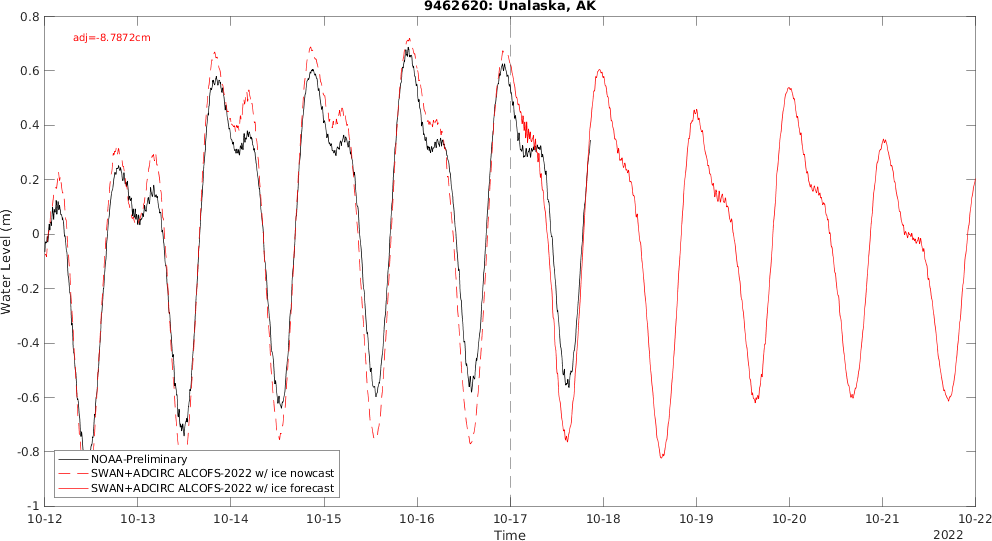 9462620: Unalaska, AK
adj=-8.7872cm
0.8
0.6
0.4
0.2
0
-0.2
-0.4
-0.6
-0.8
-1
Water Level (m)
NOAA-Preliminary
SWAN+ADCIRC ALCOFS-2022 w/ ice nowcast
SWAN+ADCIRC ALCOFS-2022 w/ ice forecast
10-12 10-13 10-14 10-15 10-16 10-17 10-18 10-19 10-20 10-21 10-22
Time
2022